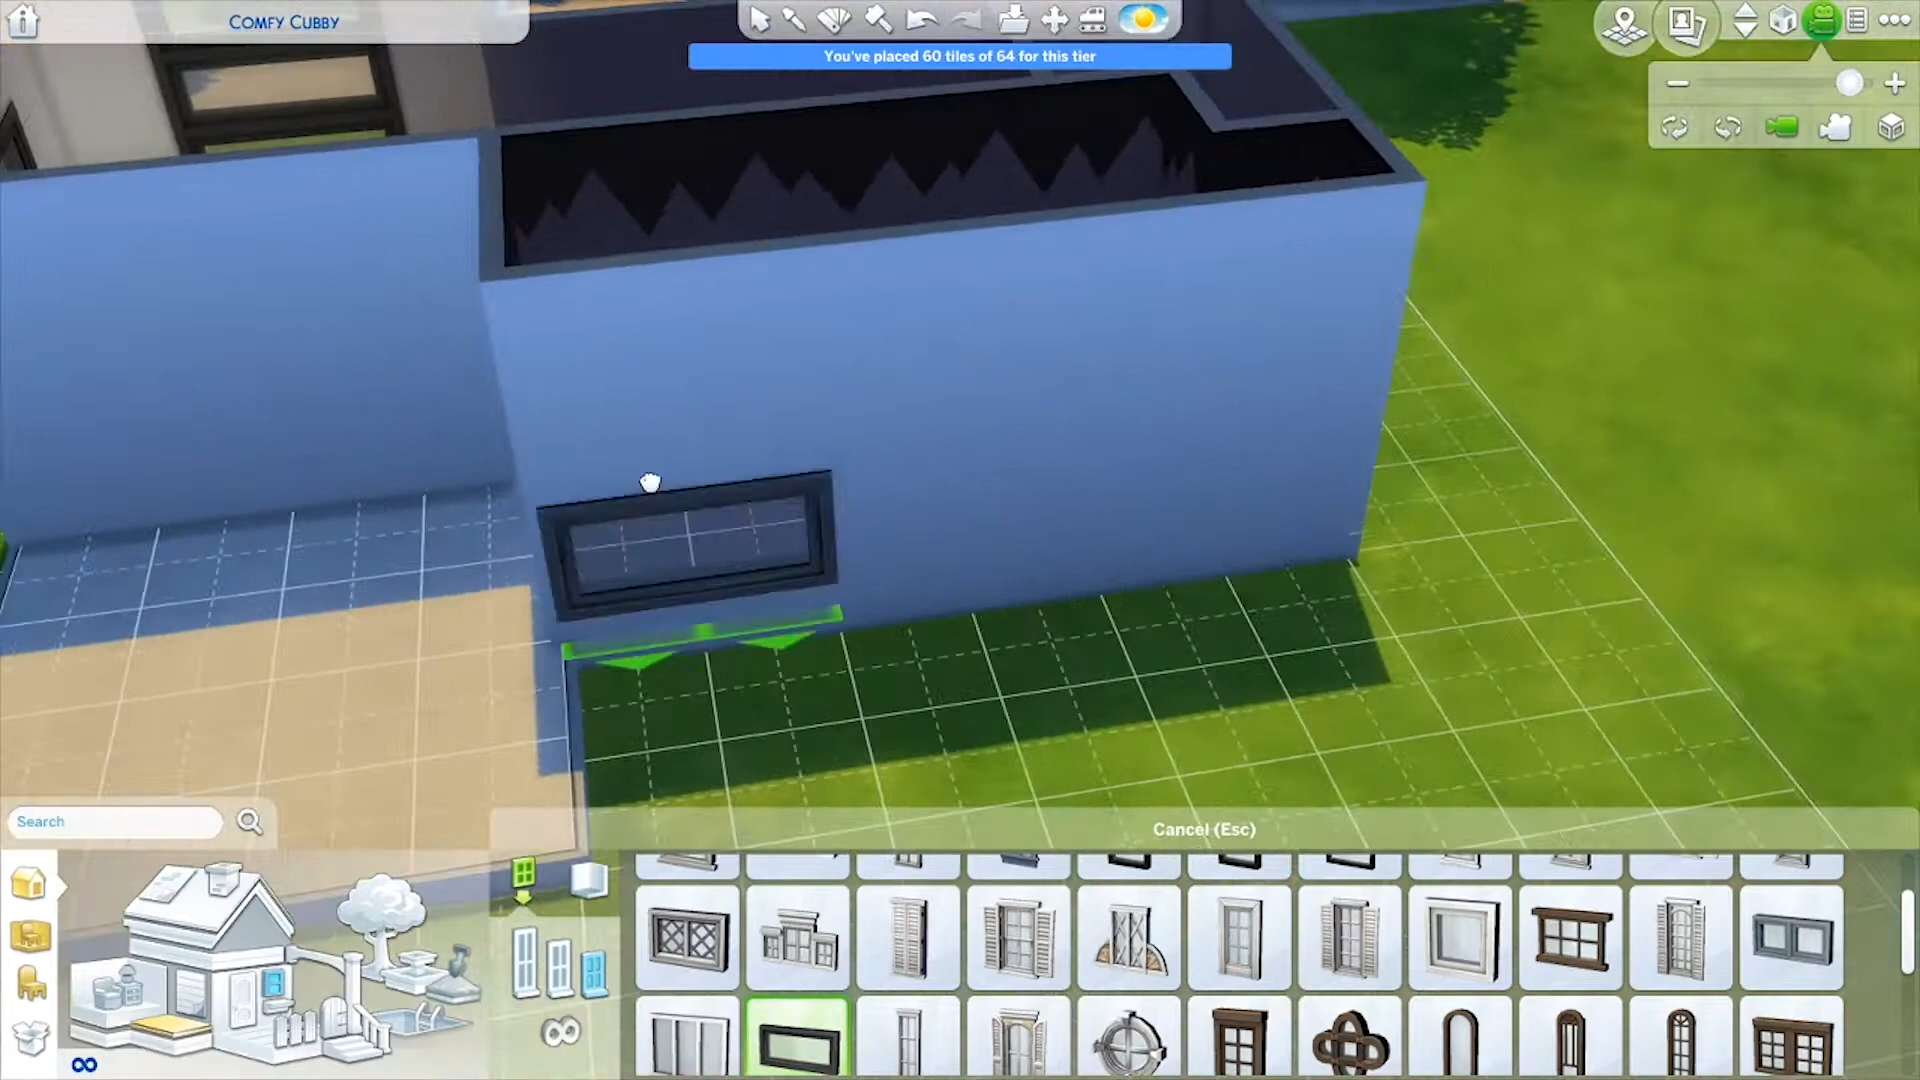 COMFY CUBBY
You've placed 60 tiles of 64 for this tier
Search
Cancel (Esc)